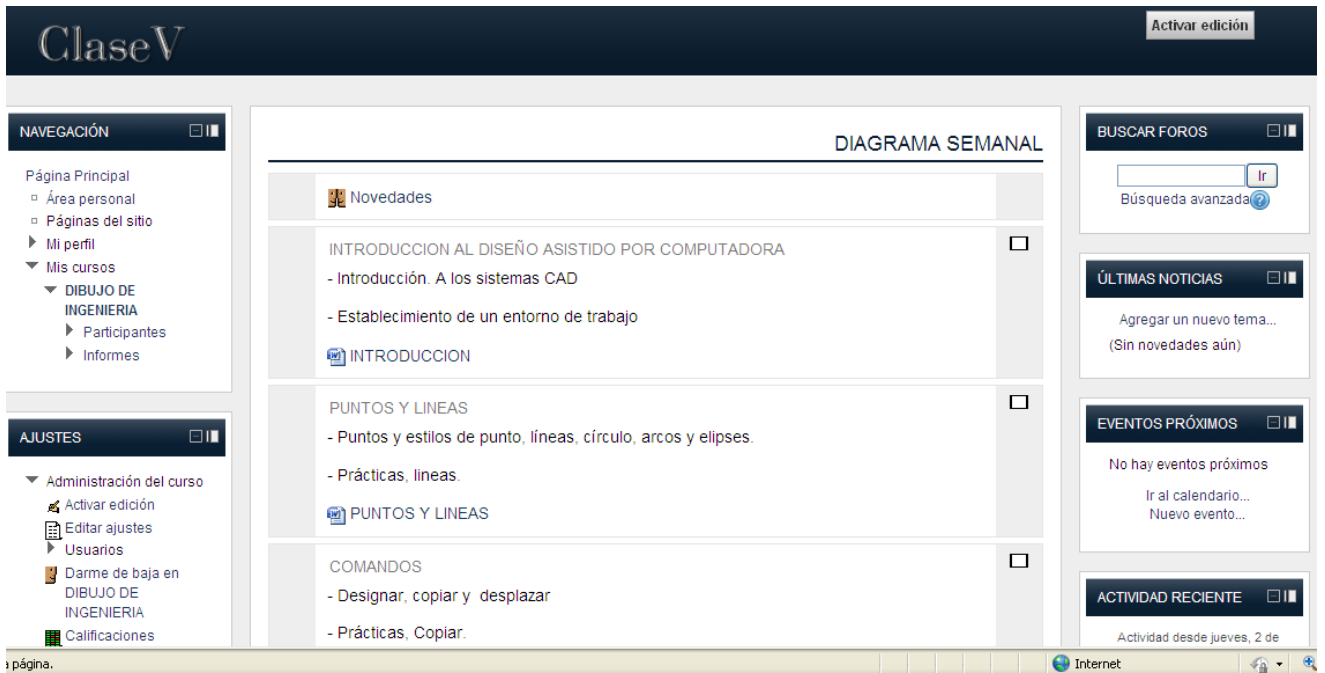 ClaseV
Activar edición
NAVEGACIÓN
Página Principal
Área personal
Páginas del sitio
Mi perfil
Mis cursos
DIBUJO DE
INGENIERIA
Participantes
Informes
AJUSTES
Administración del curso
Activar edición
Editar ajustes
Usuarios
Darme de baja en
DIBUJO DE
INGENIERIA
Calificaciones
DIAGRAMA SEMANAL
Novedades
INTRODUCCION AL DISEÑO ASISTIDO POR COMPUTADORA
- Introducción. A los sistemas CAD
- Establecimiento de un entorno de trabajo
INTRODUCCION
PUNTOS Y LINEAS
- Puntos y estilos de punto, líneas, círculo, arcos y elipses.
- Prácticas, lineas.
PUNTOS Y LINEAS
COMANDOS
- Designar, copiar y desplazar
- Prácticas, Copiar.
BUSCAR FOROS
Ir
Búsqueda avanzada
ÚLTIMAS NOTICIAS
Agregar un nuevo tema...
(Sin novedades aún)
EVENTOS PRÓXIMOS
No hay eventos próximos
Ir al calendario...
Nuevo evento...
ACTIVIDAD RECIENTE
Actividad desde jueves, 2 de
a página.
Internet